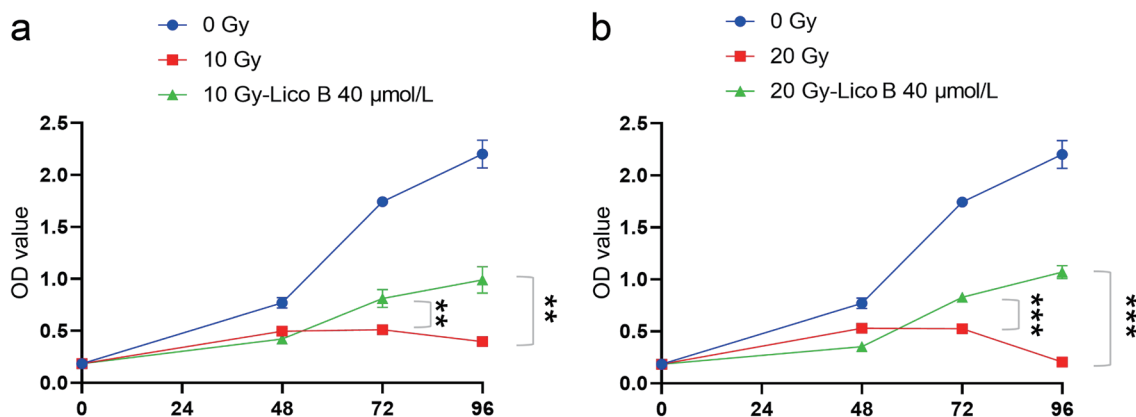 a
0 Gy
10 Gy
10 Gy-Lico B 40 μmol/L
OD value
2.5
2.0
1.5
1.0
0.5
0.0
0 24 48 72 96
**
**
b
0 Gy
20 Gy
20 Gy-Lico B 40 μmol/L
OD value
2.5
2.0
1.5
1.0
0.5
0.0
0 24 48 72 96
***
***